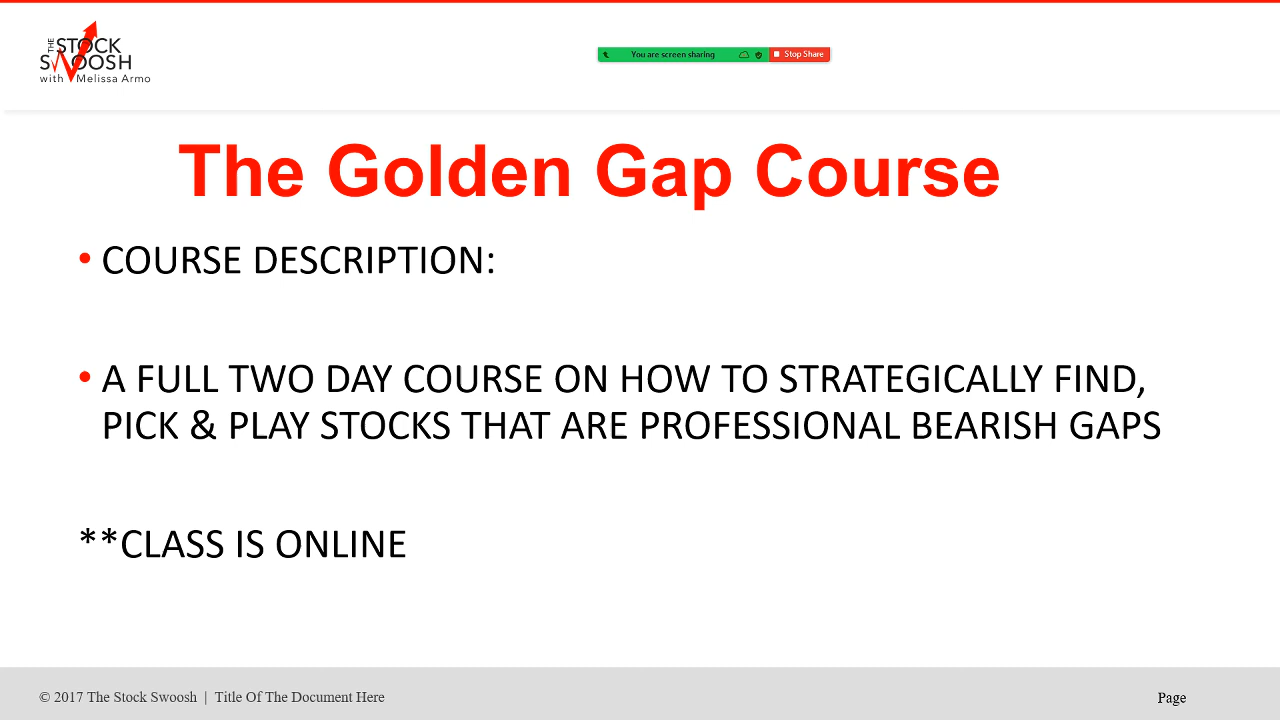 THE STOCK
SWOOSH
with Melissa Armo
You are screen sharing
Stop Share
The Golden Gap Course
• COURSE DESCRIPTION:
• A FULL TWO DAY COURSE ON HOW TO STRATEGICALLY FIND,
PICK & PLAY STOCKS THAT ARE PROFESSIONAL BEARISH GAPS
**CLASS IS ONLINE
© 2017 The Stock Swoosh | Title Of The Document Here
Page